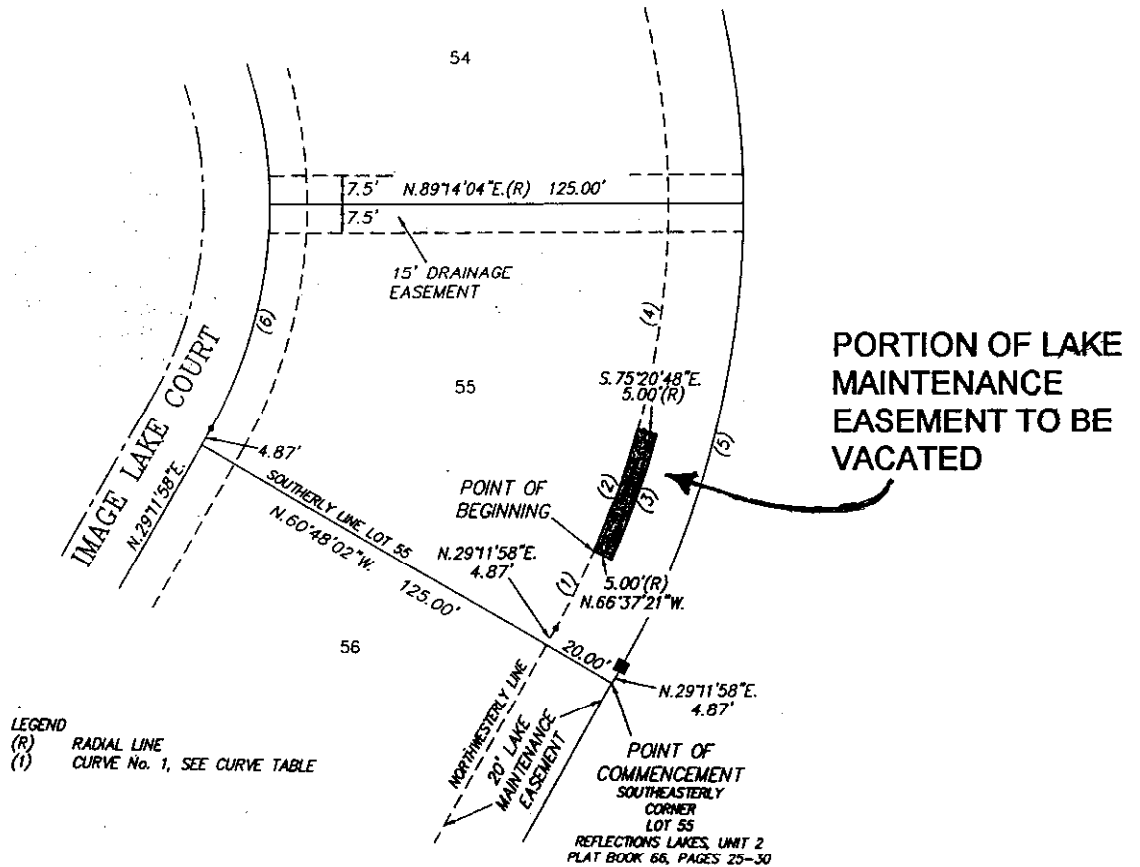 54
7.5' N.89°14'04"E.(R) 125.00'
7.5'
15' DRAINAGE
EASEMENT
(4)
(6)
PORTION OF LAKE
MAINTENANCE
EASEMENT TO BE
VACATED
S.75°20'48"E.
5.00'(R)
55
(5)
IMAGE LAKE COURT
N.29°11'58"E.
4.87'
SOUTHERLY LINE LOT 55
N.60°48'02"W.
125.00'
POINT OF
BEGINNING
(2)
(3)
N.29°11'58"E.
4.87'
(1)
5.00'(R)
N.66°37'21"W.
56
20.00'
N.29°11'58"E.
4.87'
NORTHWESTERLY LINE
20' LAKE
MAINTENANCE
EASEMENT
LEGEND
(R) RADIAL LINE
(1) CURVE No. 1, SEE CURVE TABLE
POINT OF
COMMENCEMENT
SOUTHEASTERLY
CORNER
LOT 55
REFLECTIONS LAKES, UNIT 2
PLAT BOOK 66, PAGES 25-30